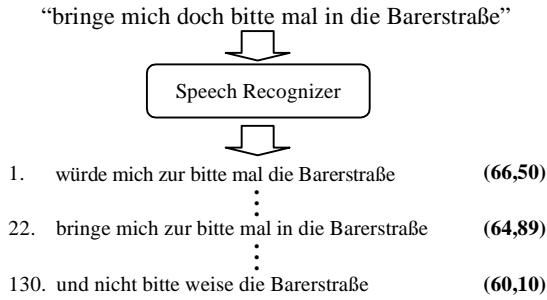 “bringe mich doch bitte mal in die Barerstraße”
Speech Recognizer
1. würde mich zur bitte mal die Barerstraße (66,50)
22. bringe mich zur bitte mal in die Barerstraße (64,89)
130. und nicht bitte weise die Barerstraße (60,10)